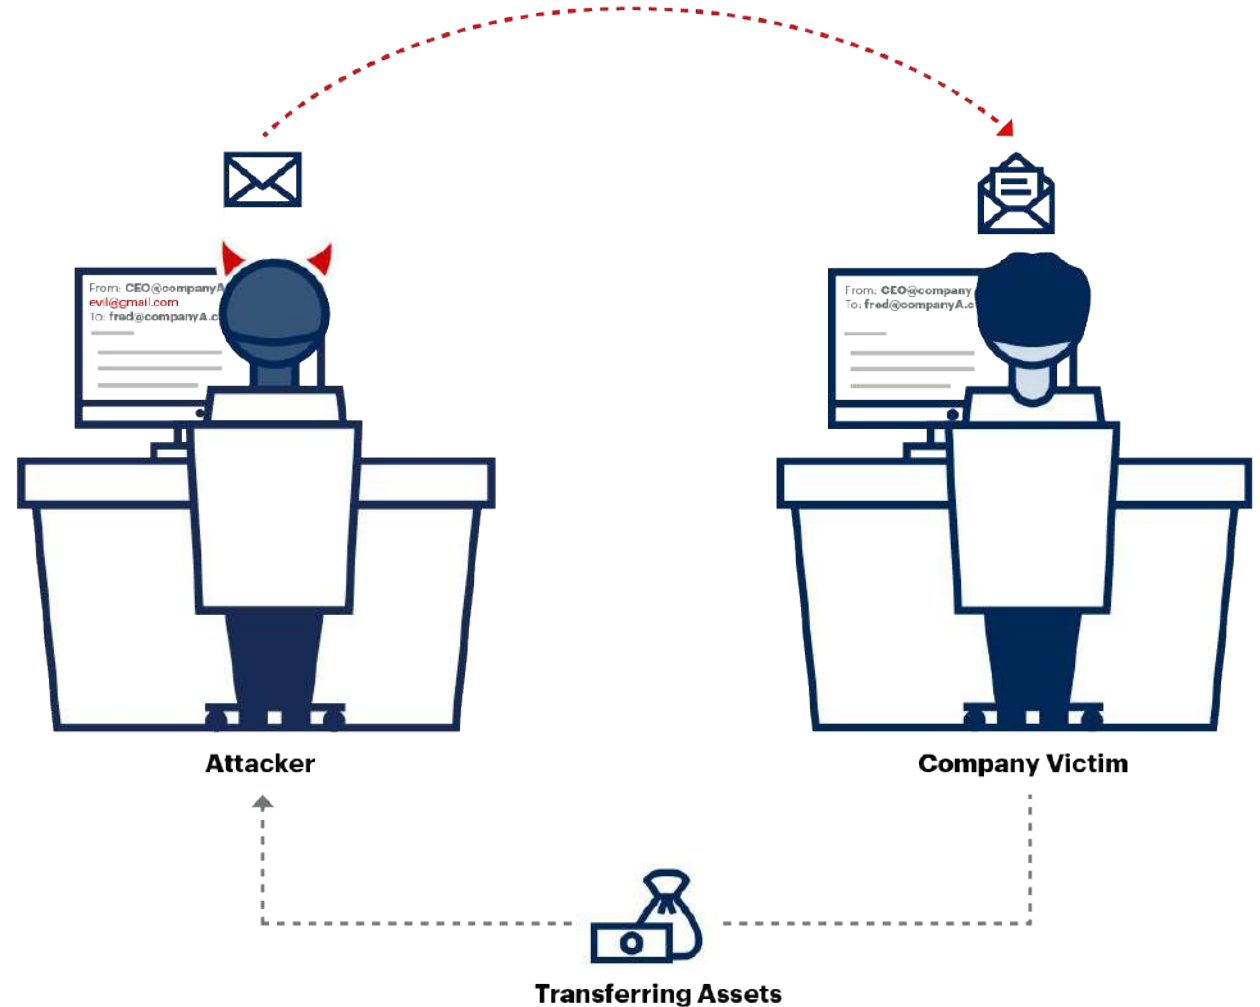 From: CEO@companyA
evil@gmail.com
To: fred@companyA.c
From: CEO@company
To: fred@companyA.c
Attacker
Company Victim
Transferring Assets